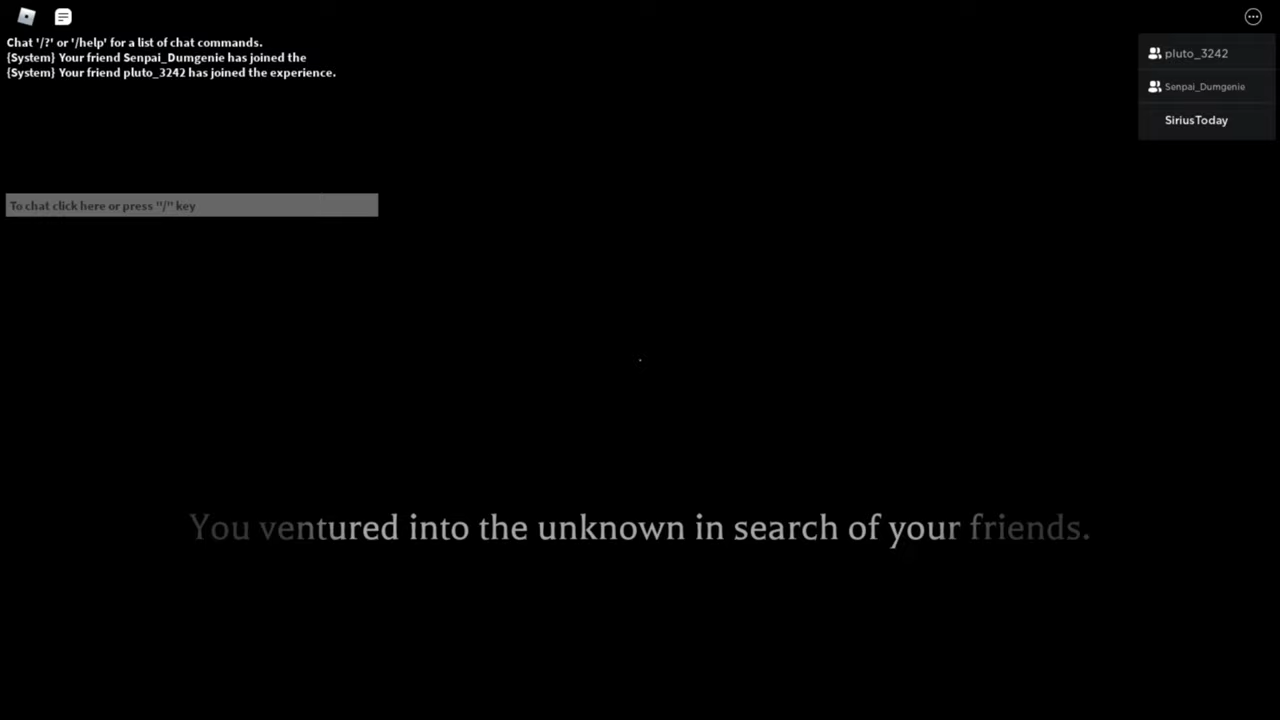 Chat '/?' or '/help' for a list of chat commands.
{System} Your friend Senpai_Dumgenie has joined the
{System} Your friend pluto_3242 has joined the experience.
pluto_3242
Senpai_Dumgenie
SiriusToday
To chat click here or press "/" key
You ventured into the unknown in search of your friends.